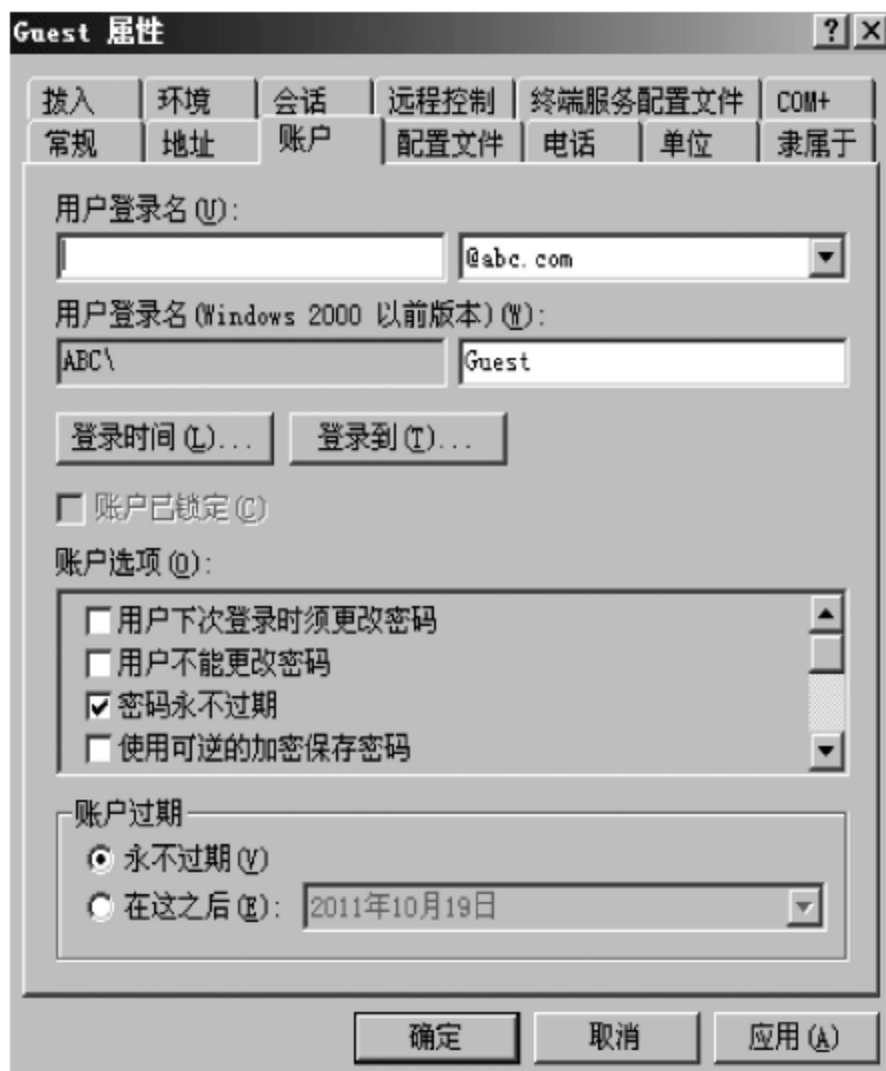 Guest 属性
拨入 环境 会话 远程控制 终端服务配置文件 COM+
常规 地址 账户 配置文件 电话 单位 隶属于
用户登录名(U):
@abc.com
用户登录名(Windows 2000 以前版本)(W):
ABC\ Guest
登录时间(L)... 登录到(T)...
账户已锁定(C)
账户选项(O):
用户下次登录时须更改密码
用户不能更改密码
密码永不过期
使用可逆的加密保存密码
账户过期
永不过期(V)
在这之后(E): 2011年10月19日
确定 取消 应用(A)